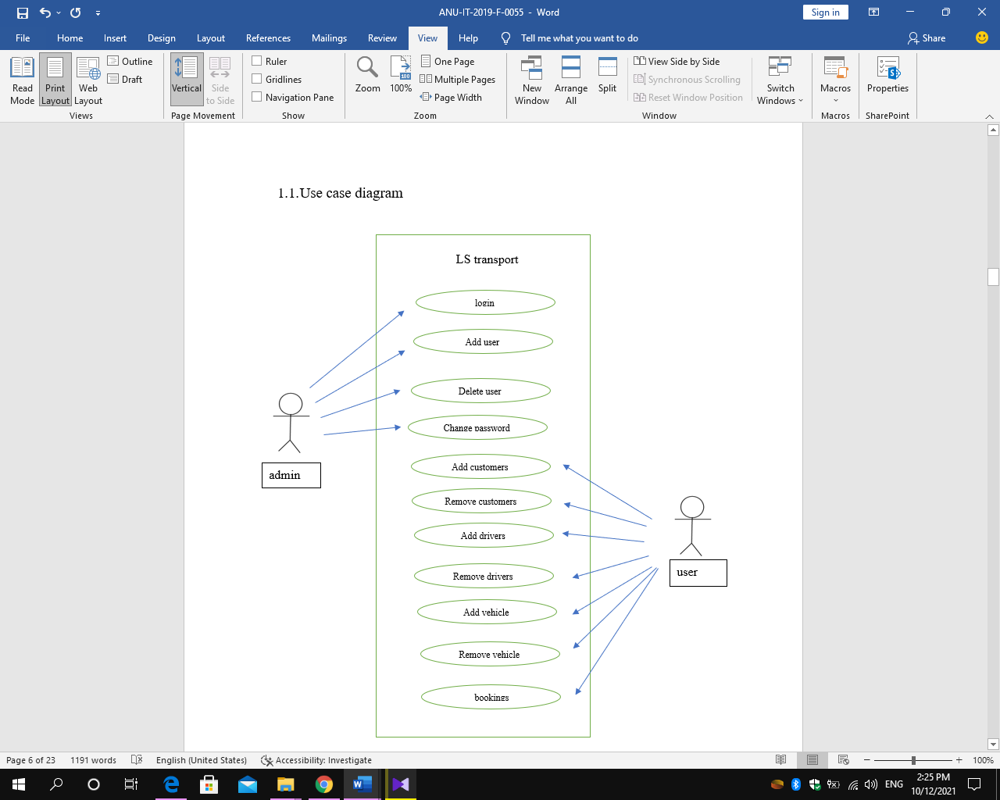 ANU-IT-2019-F-0055 - Word
Sign in
File Home Insert Design Layout References Mailings Review View Help Tell me what you want to do Share
Read Mode
Print Layout
Web Layout
Outline
Draft
Views
Vertical
Side to Side
Page Movement
Ruler
Gridlines
Navigation Pane
Show
Zoom
100
100%
One Page
Multiple Pages
Page Width
Zoom
New Window
Arrange All
Split
View Side by Side
Synchronous Scrolling
Reset Window Position
Window
Switch Windows
Macros
Macros
Properties
SharePoint
1.1.Use case diagram
LS transport
login
Add user
Delete user
Change password
admin
Add customers
Remove customers
Add drivers
user
Remove drivers
Add vehicle
Remove vehicle
bookings
Page 6 of 23 1191 words English (United States) Accessibility: Investigate 100%
ENG
2:25 PM
10/12/2021